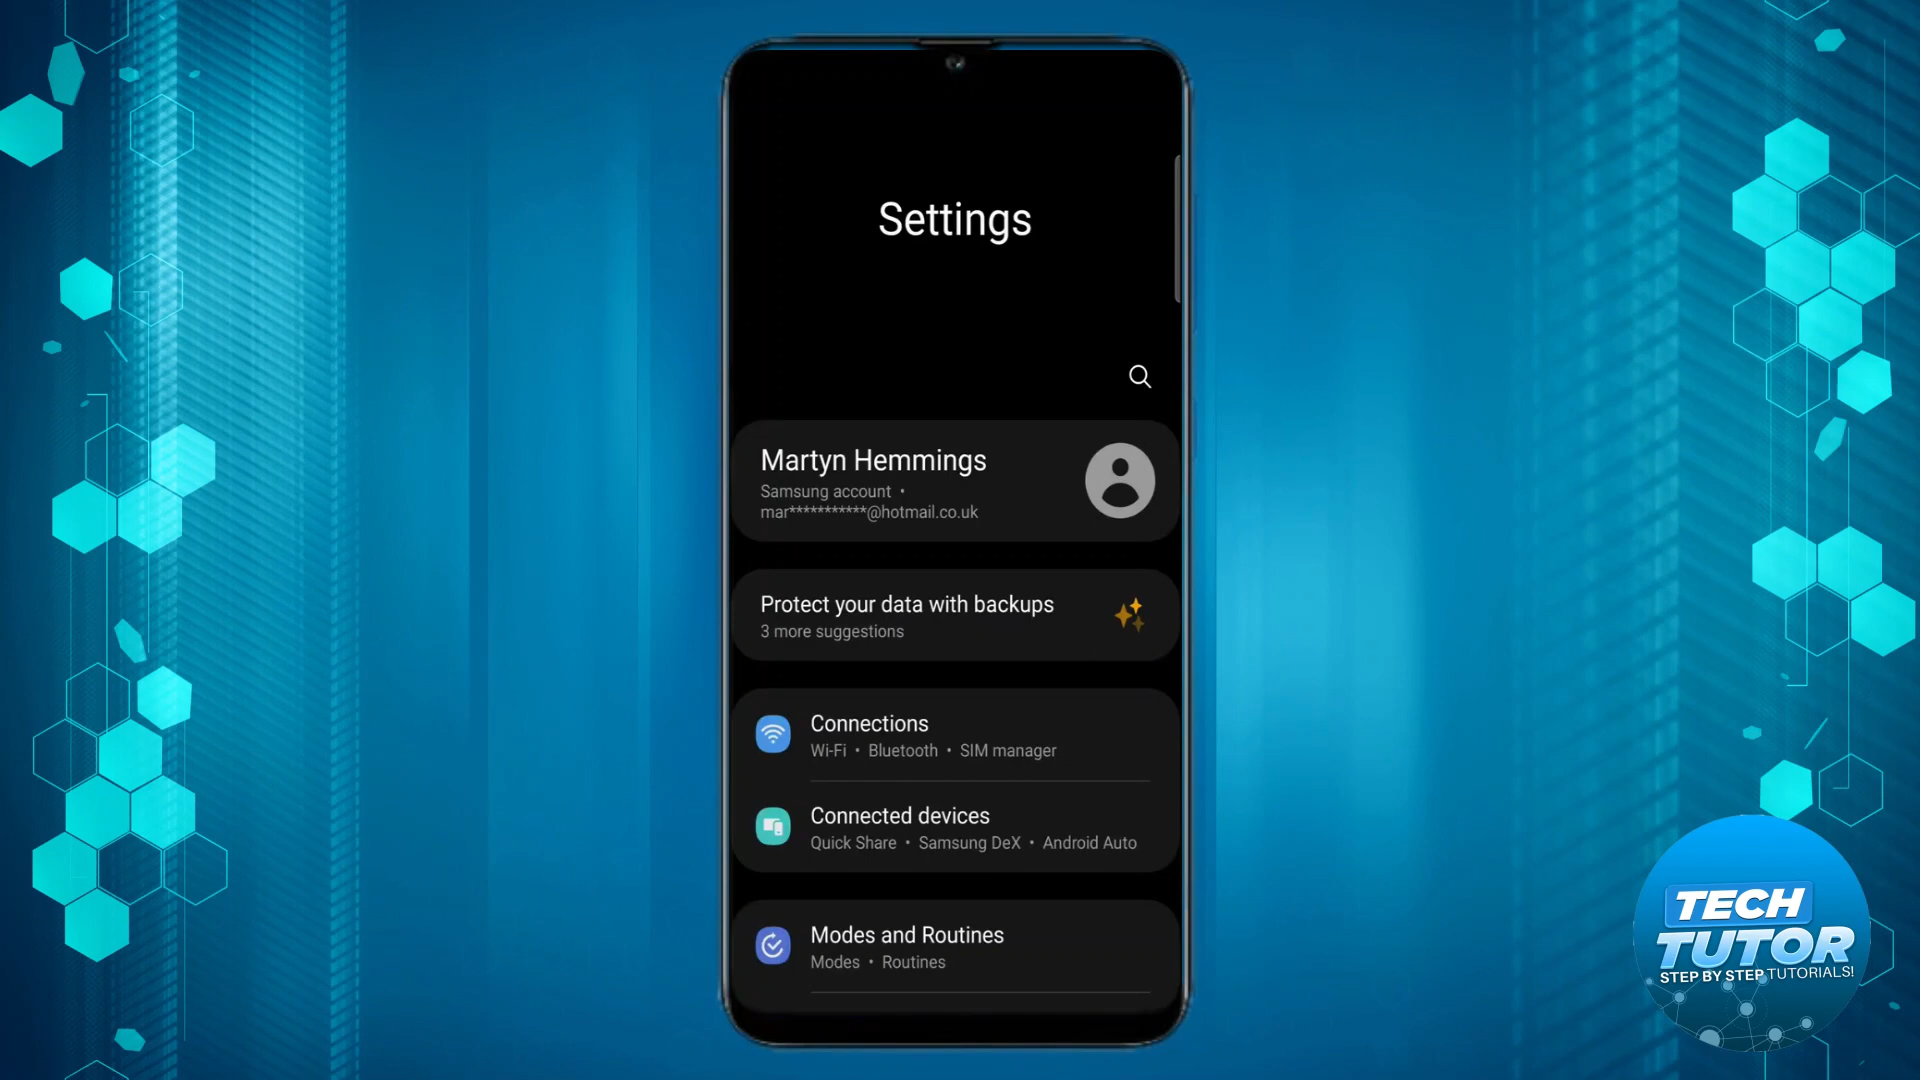 Settings
Martyn Hemmings
Samsung account •
mar***********@hotmail.co.uk
Protect your data with backups
3 more suggestions
Connections
Wi-Fi • Bluetooth • SIM manager
Connected devices
Quick Share • Samsung DeX • Android Auto
Modes and Routines
Modes • Routines
TECH
TUTOR
STEP BY STEP TUTORIALS!